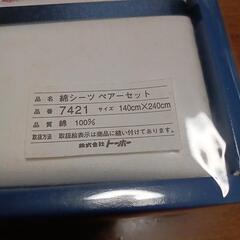 品名 綿シーツ ペアーセット
品番 7421 サイズ 140cm×240cm
品質 綿 100%
取扱方法 取扱絵表示は商品に縫い付けてあります。
株式会社トーホー